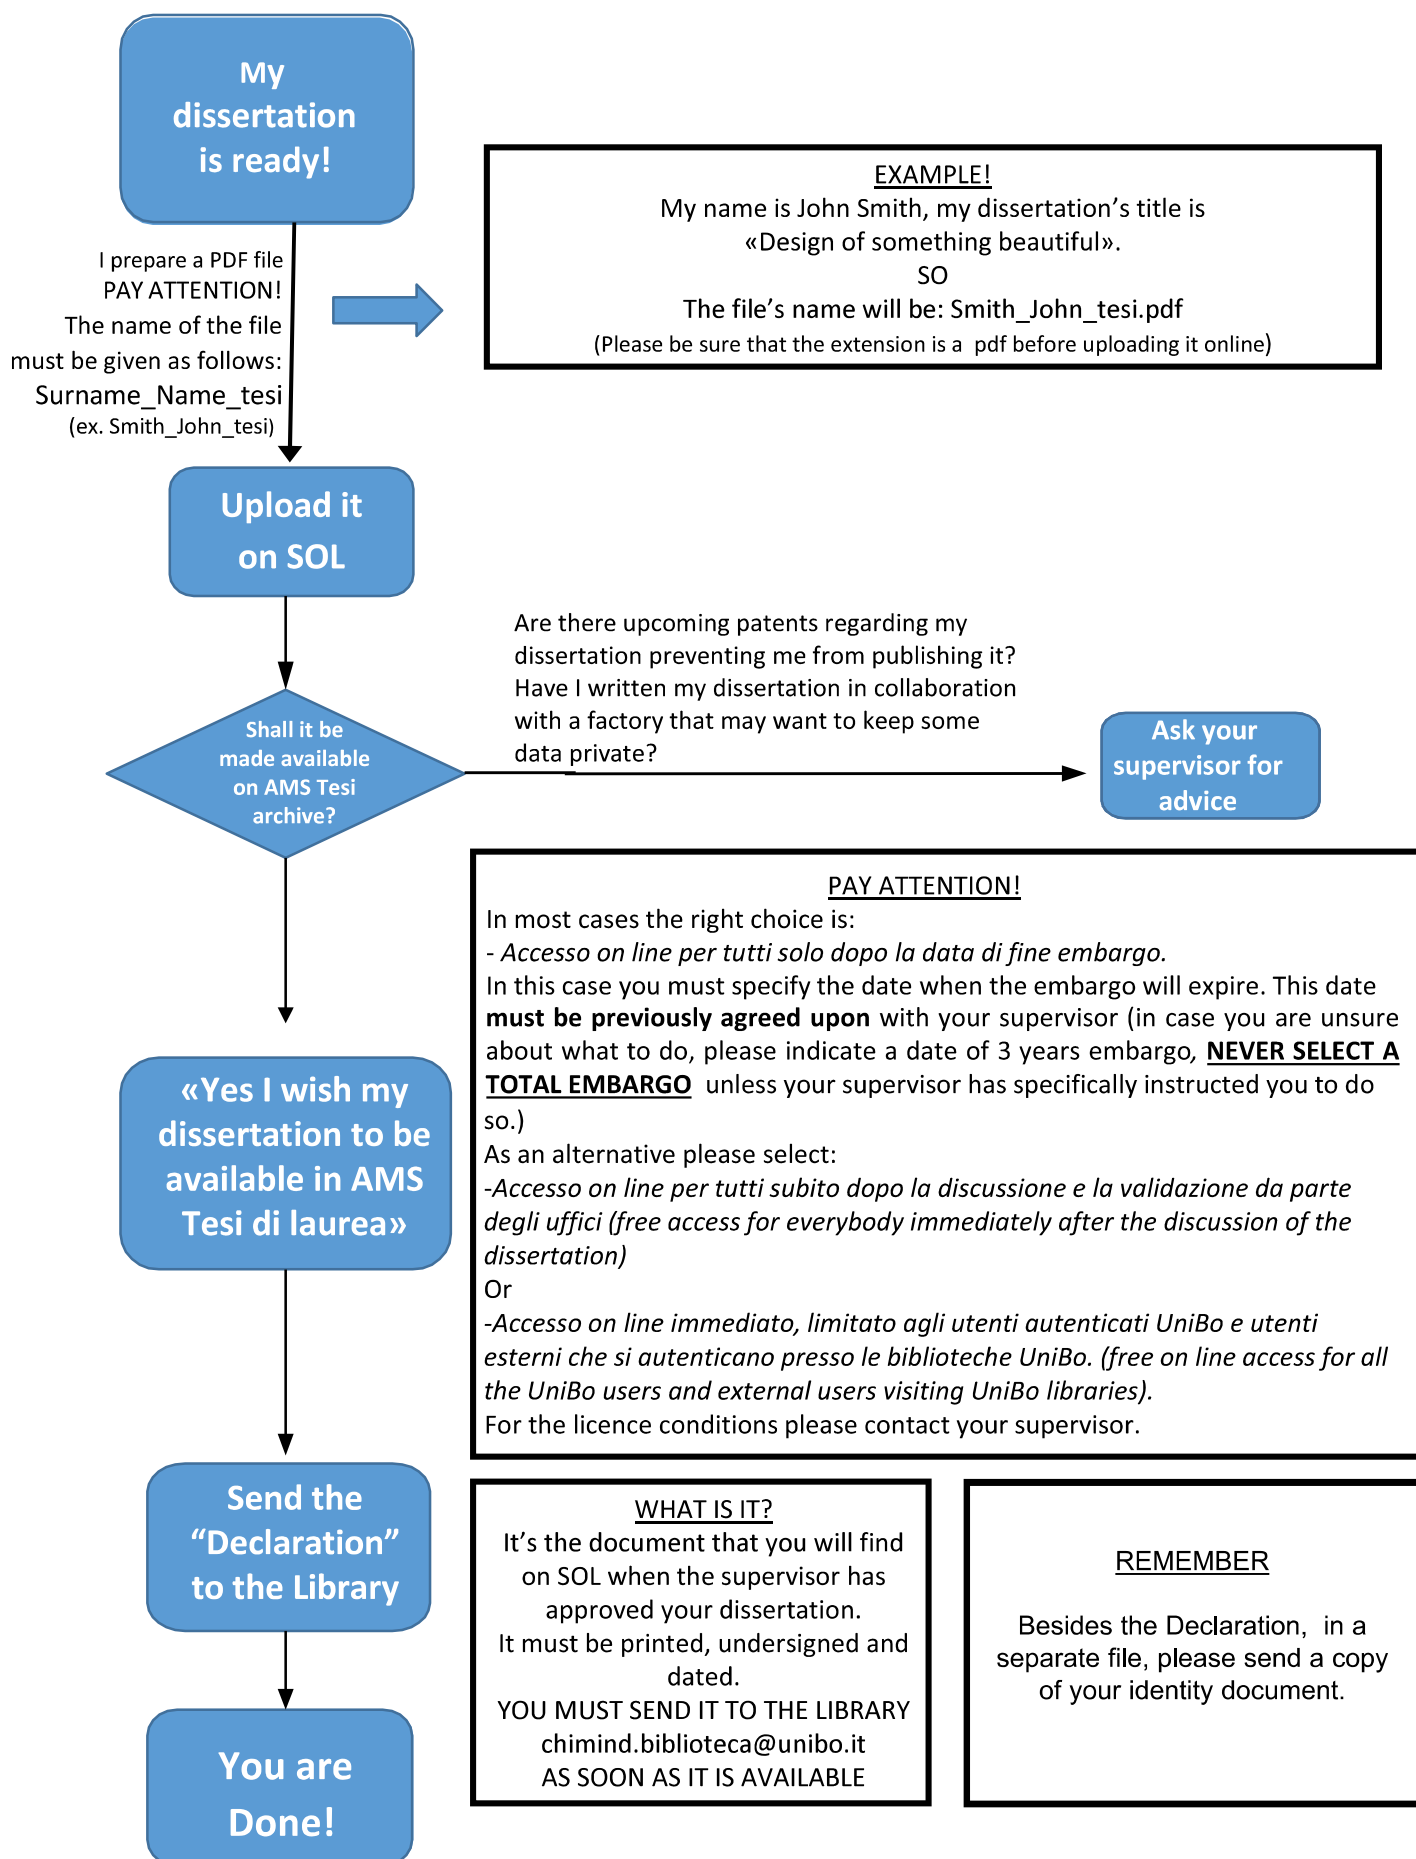 My
dissertation
is ready!
I prepare a PDF file
PAY ATTENTION!
The name of the file
must be given as follows:
Surname_Name_tesi
(ex. Smith_John_tesi)
EXAMPLE!
My name is John Smith, my dissertation’s title is
«Design of something beautiful».
SO
The file’s name will be: Smith_John_tesi.pdf
(Please be sure that the extension is a pdf before uploading it online)
Upload it
on SOL
Shall it be
made available
on AMS Tesi
archive?
Are there upcoming patents regarding my
dissertation preventing me from publishing it?
Have I written my dissertation in collaboration
with a factory that may want to keep some
data private?
Ask your
supervisor for
advice
PAY ATTENTION!
In most cases the right choice is:
- Accesso on line per tutti solo dopo la data di fine embargo.
In this case you must specify the date when the embargo will expire. This date
must be previously agreed upon with your supervisor (in case you are unsure
about what to do, please indicate a date of 3 years embargo, NEVER SELECT A
TOTAL EMBARGO unless your supervisor has specifically instructed you to do
so.)
As an alternative please select:
-Accesso on line per tutti subito dopo la discussione e la validazione da parte
degli uffici (free access for everybody immediately after the discussion of the
dissertation)
Or
-Accesso on line immediato, limitato agli utenti autenticati UniBo e utenti
esterni che si autenticano presso le biblioteche UniBo. (free on line access for all
the UniBo users and external users visiting UniBo libraries).
For the licence conditions please contact your supervisor.
«Yes I wish my
dissertation to be
available in AMS
Tesi di laurea»
Send the
“Declaration”
to the Library
WHAT IS IT?
It’s the document that you will find
on SOL when the supervisor has
approved your dissertation.
It must be printed, undersigned and
dated.
YOU MUST SEND IT TO THE LIBRARY
chimind.biblioteca@unibo.it
AS SOON AS IT IS AVAILABLE
REMEMBER
Besides the Declaration, in a
separate file, please send a copy
of your identity document.
You are
Done!